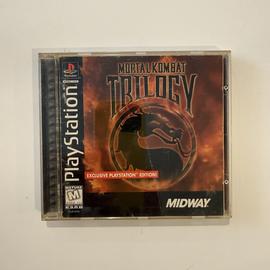 MORTAL KOMBAT
TRILOGY
PlayStation
EXCLUSIVE PLAYSTATION EDITION!
MIDWAY